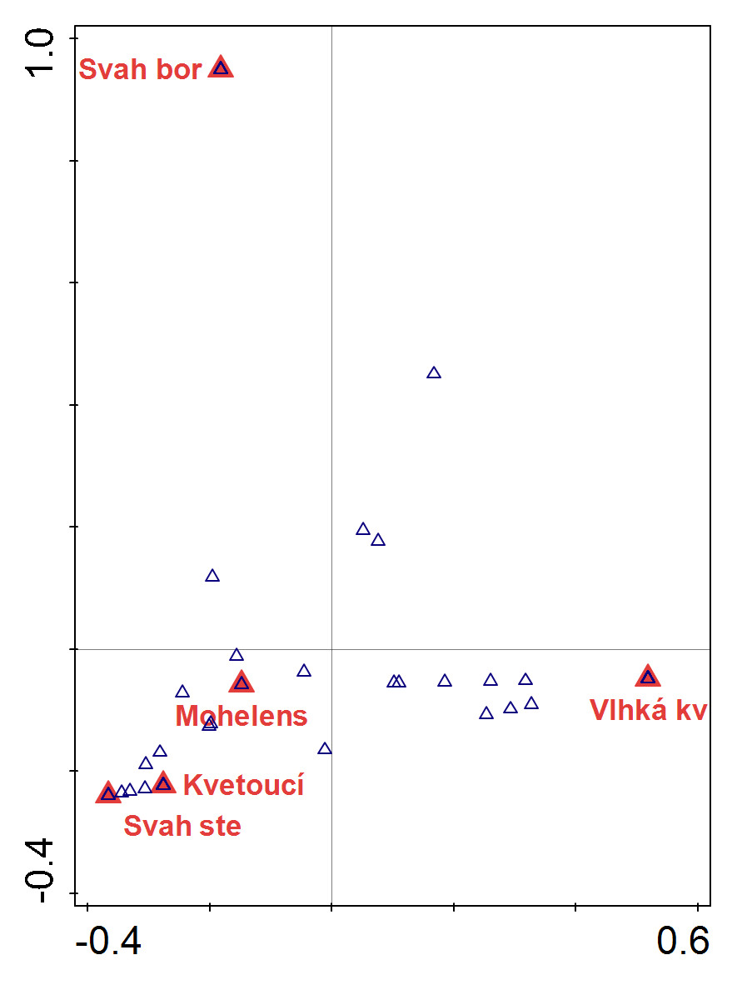 1.0
Svah bor
Mohelens
Vlhká kv
Kvetoucí
Svah ste
-0.4
-0.4
0.6